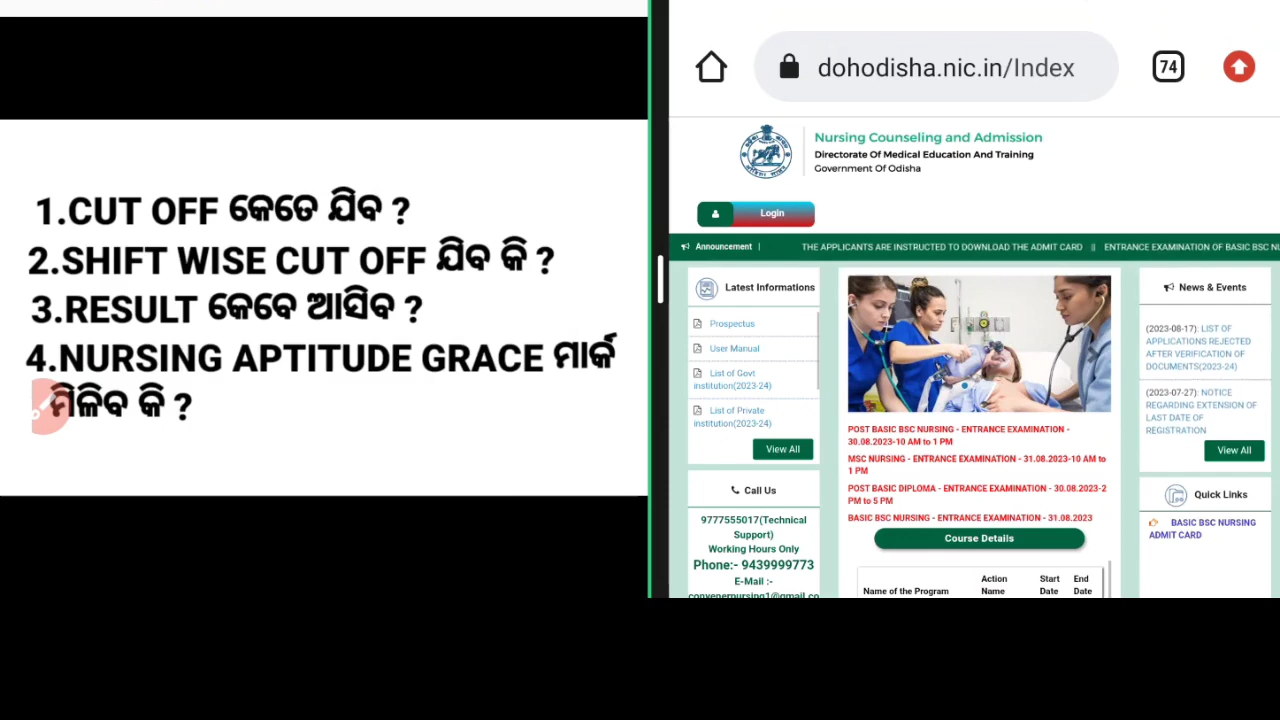 1.CUT OFF କେତେ ଯିବ ?
2.SHIFT WISE CUT OFF ଯିବ କି ?
3.RESULT କେବେ ଆସିବ ?
4.NURSING APTITUDE GRACE ମାର୍କ
ମିଳିବ କି ?
dohodisha.nic.in/Index
74
Nursing Counseling and Admission
Directorate Of Medical Education And Training
Government Of Odisha
Login
Announcement |
THE APPLICANTS ARE INSTRUCTED TO DOWNLOAD THE ADMIT CARD || ENTRANCE EXAMINATION OF BASIC BSC NU
Latest Informations
Prospectus
User Manual
List of Govt
institution(2023-24)
List of Private
institution(2023-24)
View All
Call Us
9777555017(Technical
Support)
Working Hours Only
Phone:- 9439999773
E-Mail :-
convenernursing1@gmail.co
POST BASIC BSC NURSING - ENTRANCE EXAMINATION -
30.08.2023-10 AM to 1 PM
MSC NURSING - ENTRANCE EXAMINATION - 31.08.2023-10 AM to
1 PM
POST BASIC DIPLOMA - ENTRANCE EXAMINATION - 30.08.2023-2
PM to 5 PM
BASIC BSC NURSING - ENTRANCE EXAMINATION - 31.08.2023
Course Details
Name of the Program
Action
Name
Start
Date
End
Date
News & Events
(2023-08-17): LIST OF
APPLICATIONS REJECTED
AFTER VERIFICATION OF
DOCUMENTS(2023-24)
(2023-07-27): NOTICE
REGARDING EXTENSION OF
LAST DATE OF
REGISTRATION
View All
Quick Links
BASIC BSC NURSING
ADMIT CARD